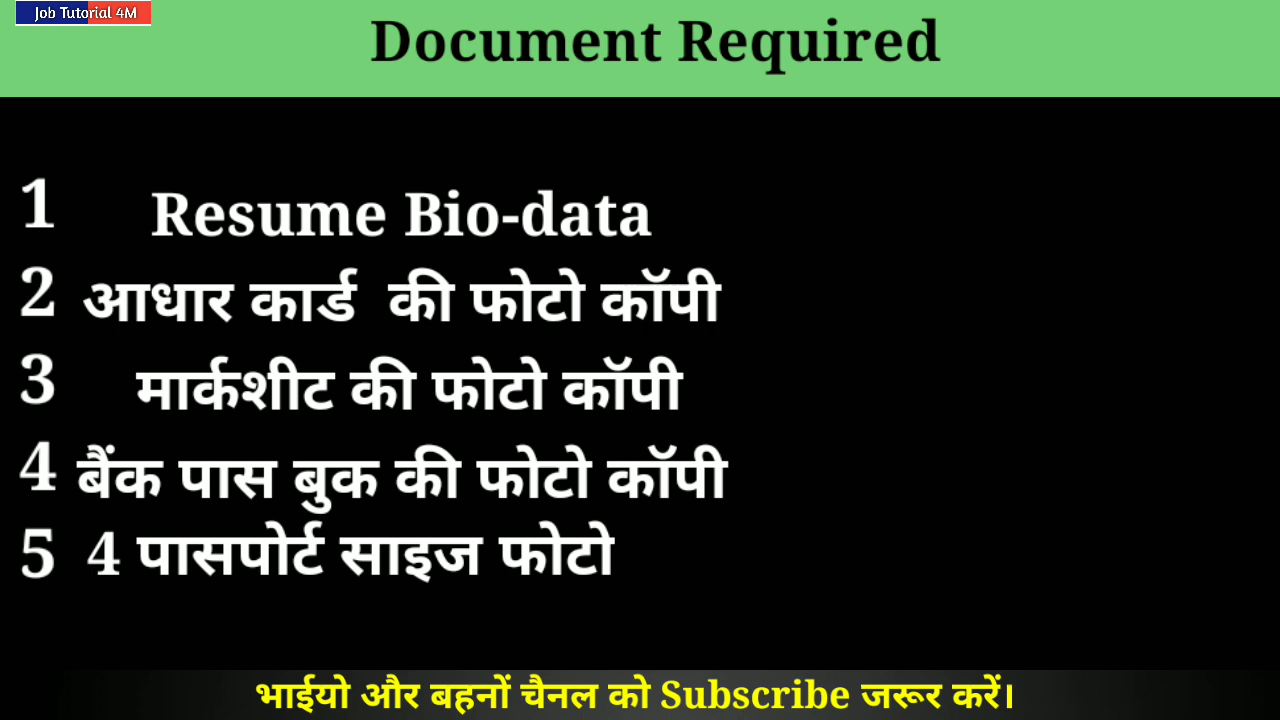 Job Tutorial 4M
Document Required
1 Resume Bio-data
2 आधार कार्ड की फोटो कॉपी
3 मार्कशीट की फोटो कॉपी
4 बैंक पास बुक की फोटो कॉपी
5 4 पासपोर्ट साइज फोटो
भाईयो और बहनों चैनल को Subscribe जरूर करें।